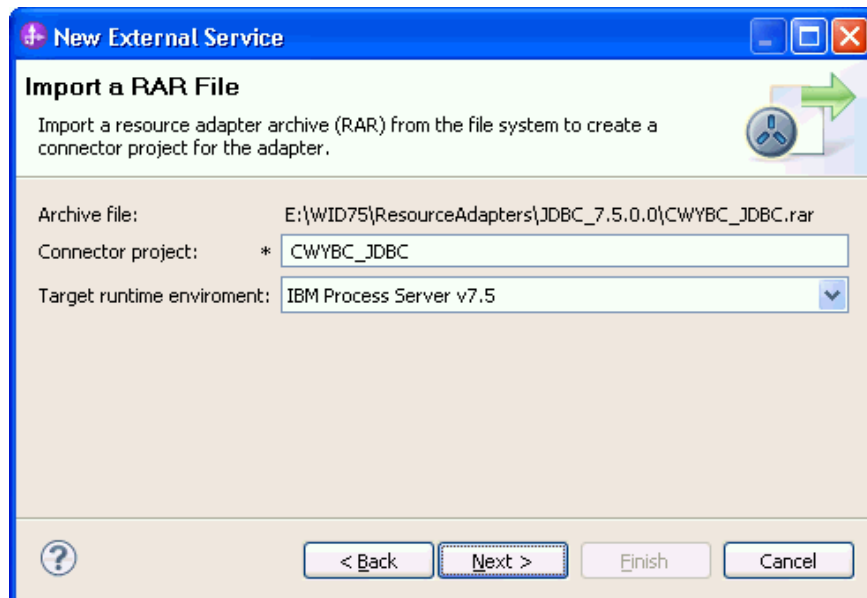 New External Service
Import a RAR File
Import a resource adapter archive (RAR) from the file system to create a
connector project for the adapter.
Archive file: E:\WID75\ResourceAdapters\JDBC_7.5.0.0\CWYBC_JDBC.rar
Connector project: * CWYBC_JDBC
Target runtime enviroment: IBM Process Server v7.5
? < Back Next > Finish Cancel